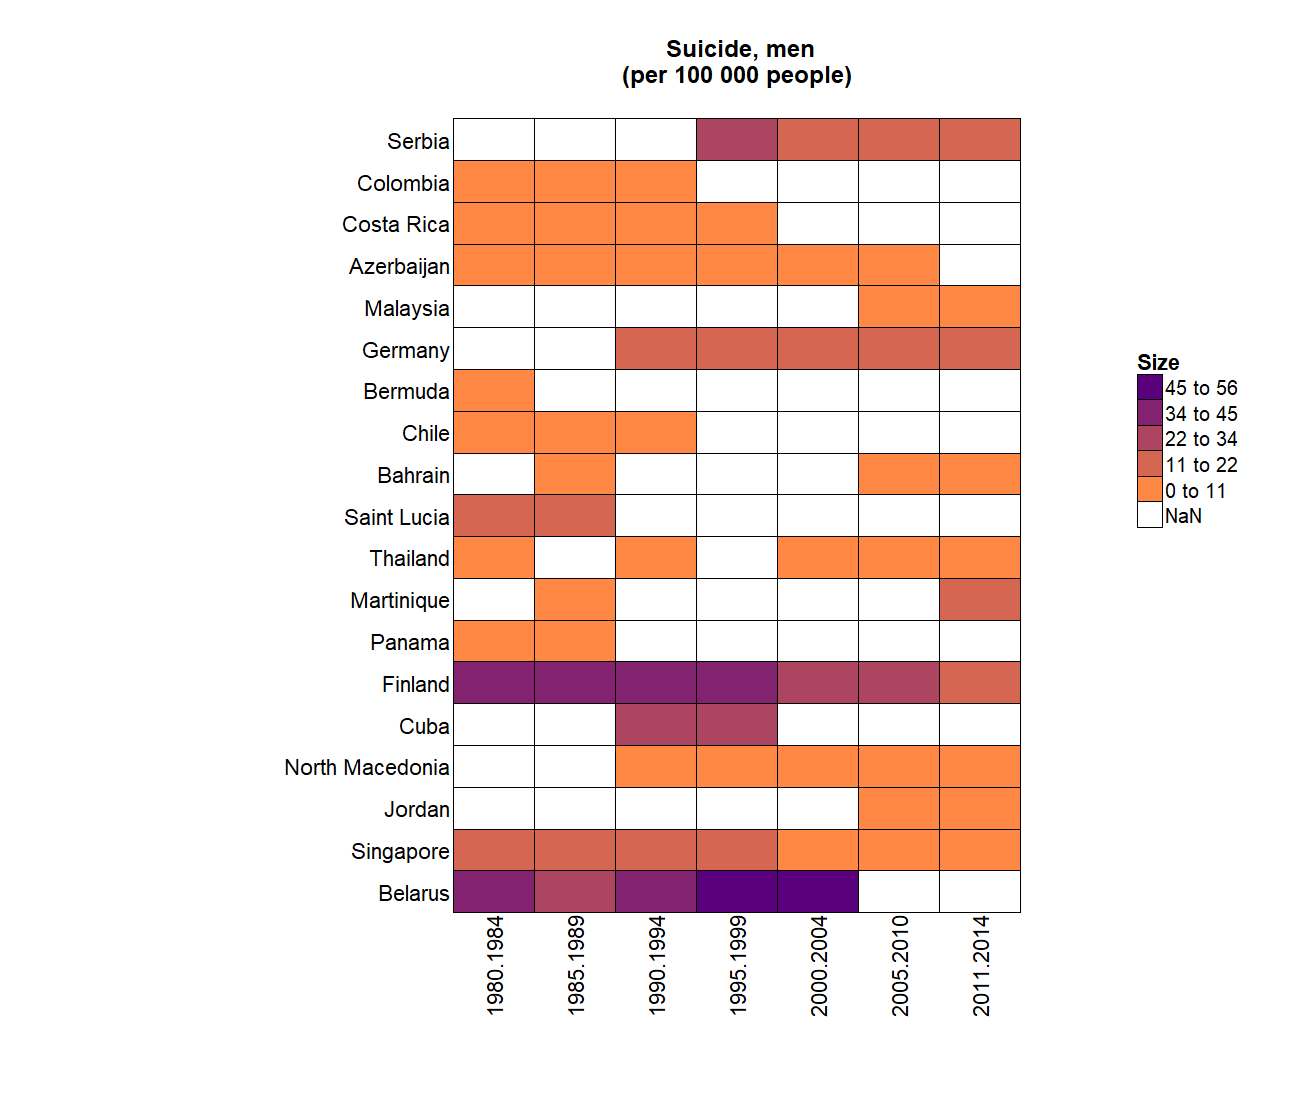 Suicide, men
(per 100 000 people)
Serbia
Colombia
Costa Rica
Azerbaijan
Malaysia
Germany
Bermuda
Chile
Bahrain
Saint Lucia
Thailand
Martinique
Panama
Finland
Cuba
North Macedonia
Jordan
Singapore
Belarus
1980.1984
1985.1989
1990.1994
1995.1999
2000.2004
2005.2010
2011.2014
Size
45 to 56
34 to 45
22 to 34
11 to 22
0 to 11
NaN